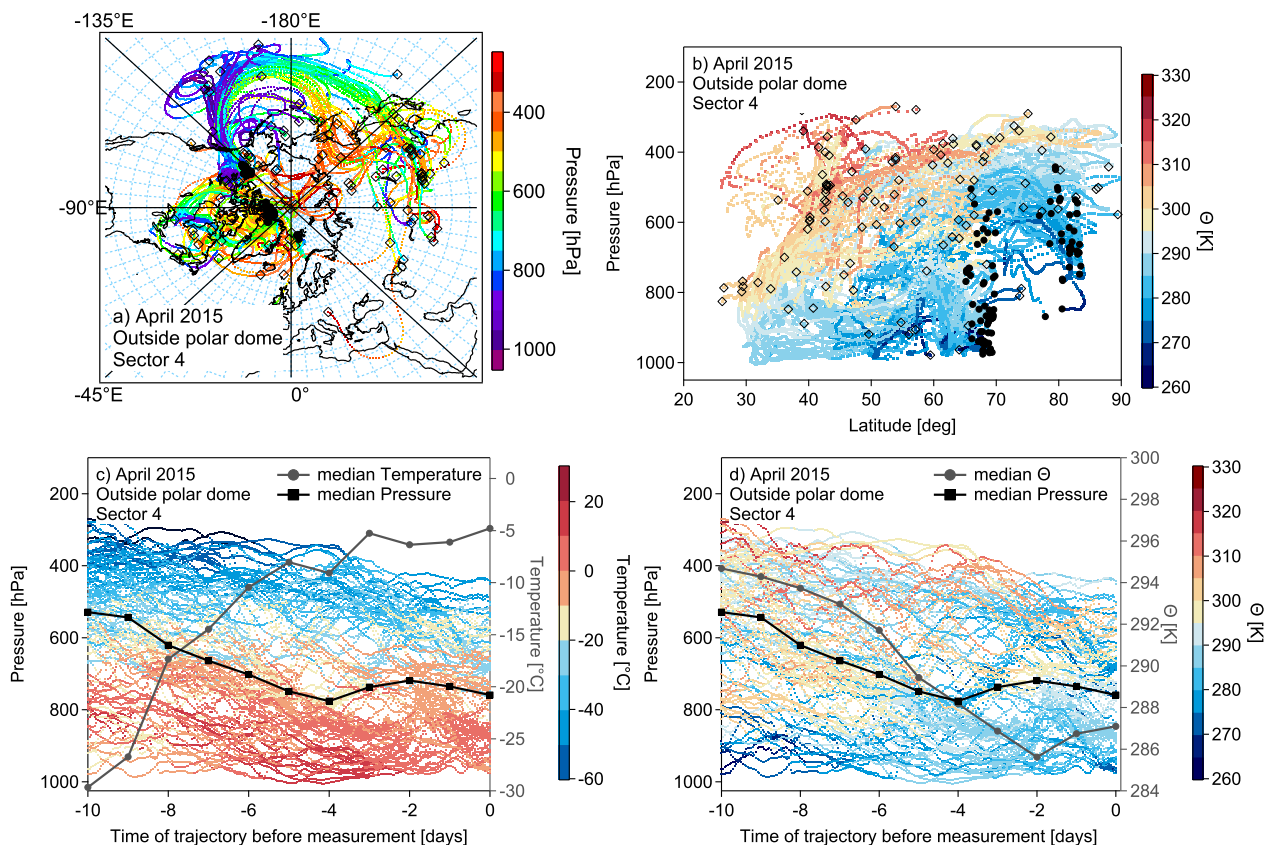 -135°E
-180°E
-90°E
a) April 2015
Outside polar dome
Sector 4
-45°E
0°
400
600
800
1000
Pressure [hPa]
b) April 2015
Outside polar dome
Sector 4
200
400
600
800
1000
Pressure [hPa]
20
30
40
50
60
70
80
90
Latitude [deg]
330
320
310
300
290
280
270
260
Θ [K]
c) April 2015
Outside polar dome
Sector 4
median Temperature
median Pressure
200
400
600
800
1000
Pressure [hPa]
-10
-8
-6
-4
-2
0
Time of trajectory before measurement [days]
0
-5
-10
-15
-20
-25
-30
Temperature [°C]
20
0
-20
-40
-60
Temperature [°C]
d) April 2015
Outside polar dome
Sector 4
median Θ
median Pressure
200
400
600
800
1000
Pressure [hPa]
-10
-8
-6
-4
-2
0
Time of trajectory before measurement [days]
300
298
296
294
292
290
288
286
284
Θ [K]
330
320
310
300
290
280
270
260
Θ [K]